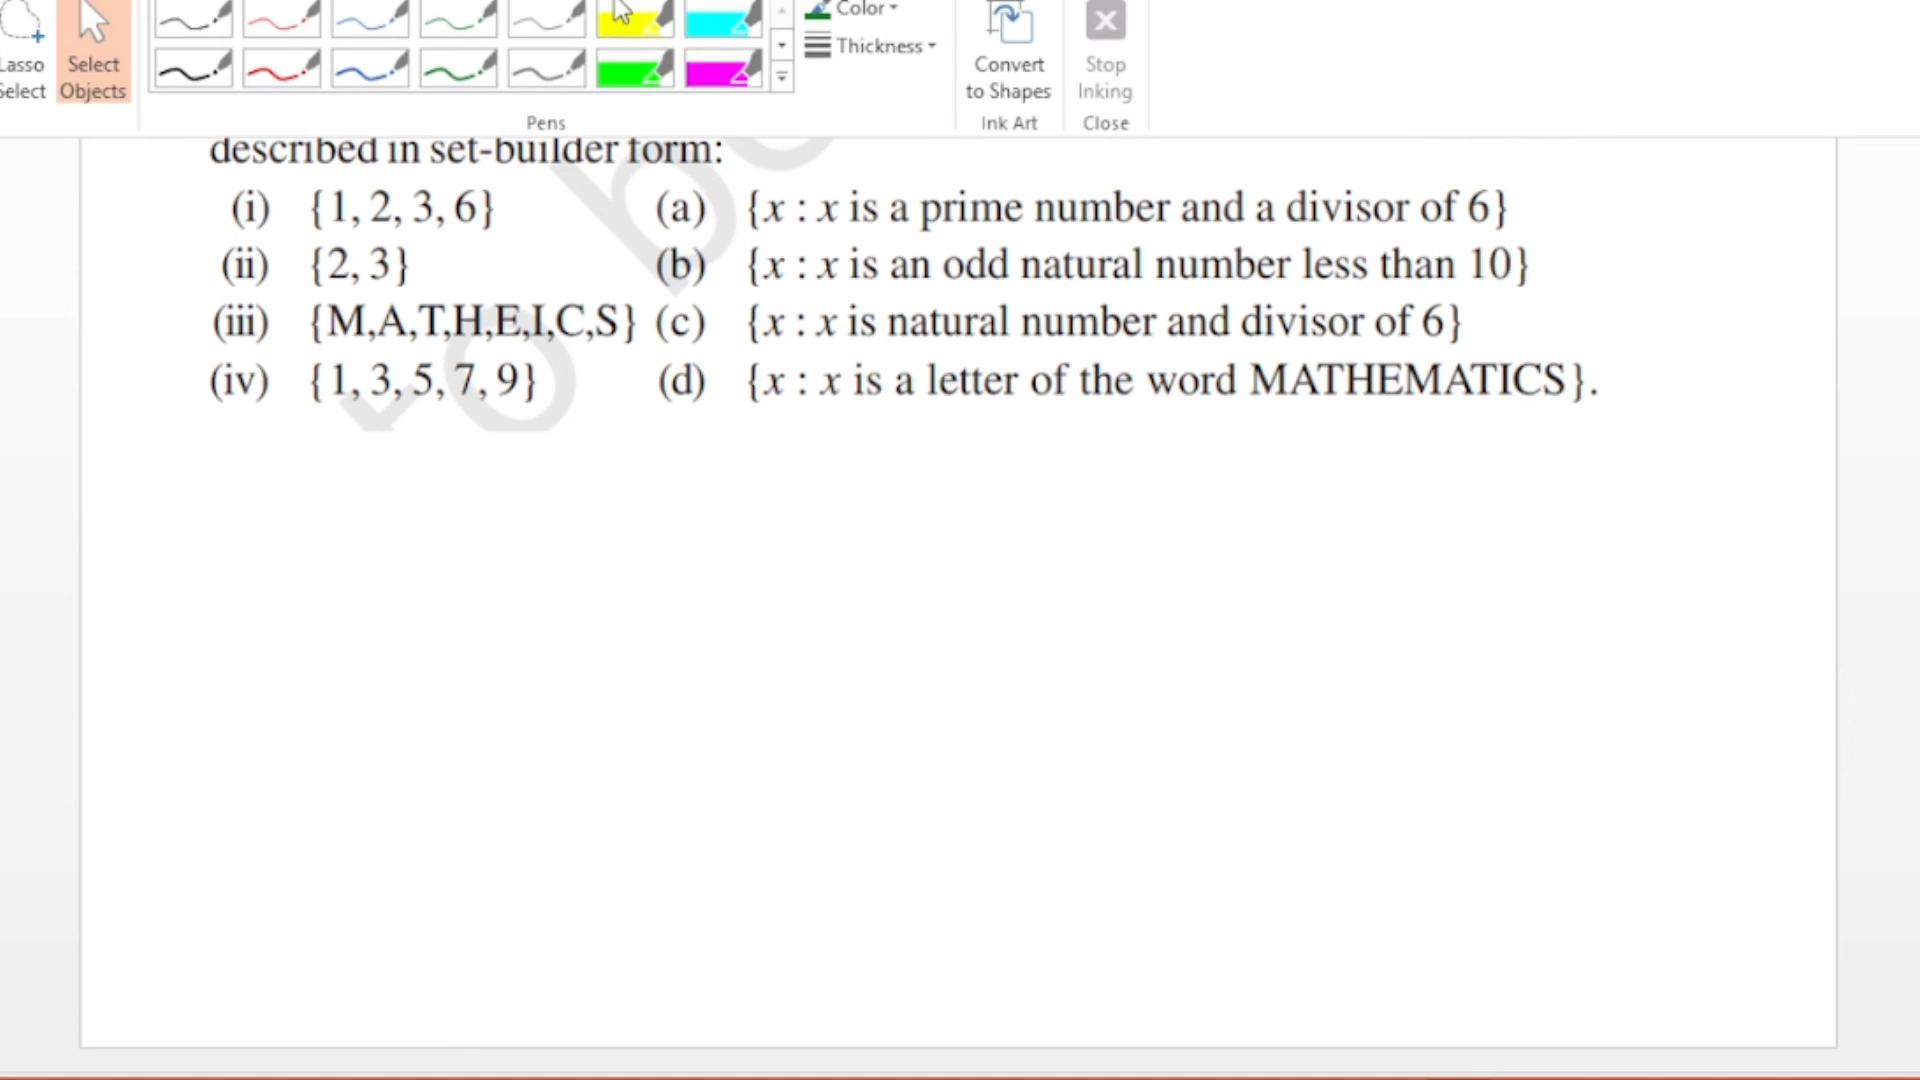 Color
Lasso Select
Select Objects
Thickness
Convert to Shapes
Stop Inking
Pens
Ink Art
Close
described in set-builder form:
(i) {1, 2, 3, 6} (a) {x : x is a prime number and a divisor of 6}
(ii) {2, 3} (b) {x : x is an odd natural number less than 10}
(iii) {M,A,T,H,E,I,C,S} (c) {x : x is natural number and divisor of 6}
(iv) {1, 3, 5, 7, 9} (d) {x : x is a letter of the word MATHEMATICS}.